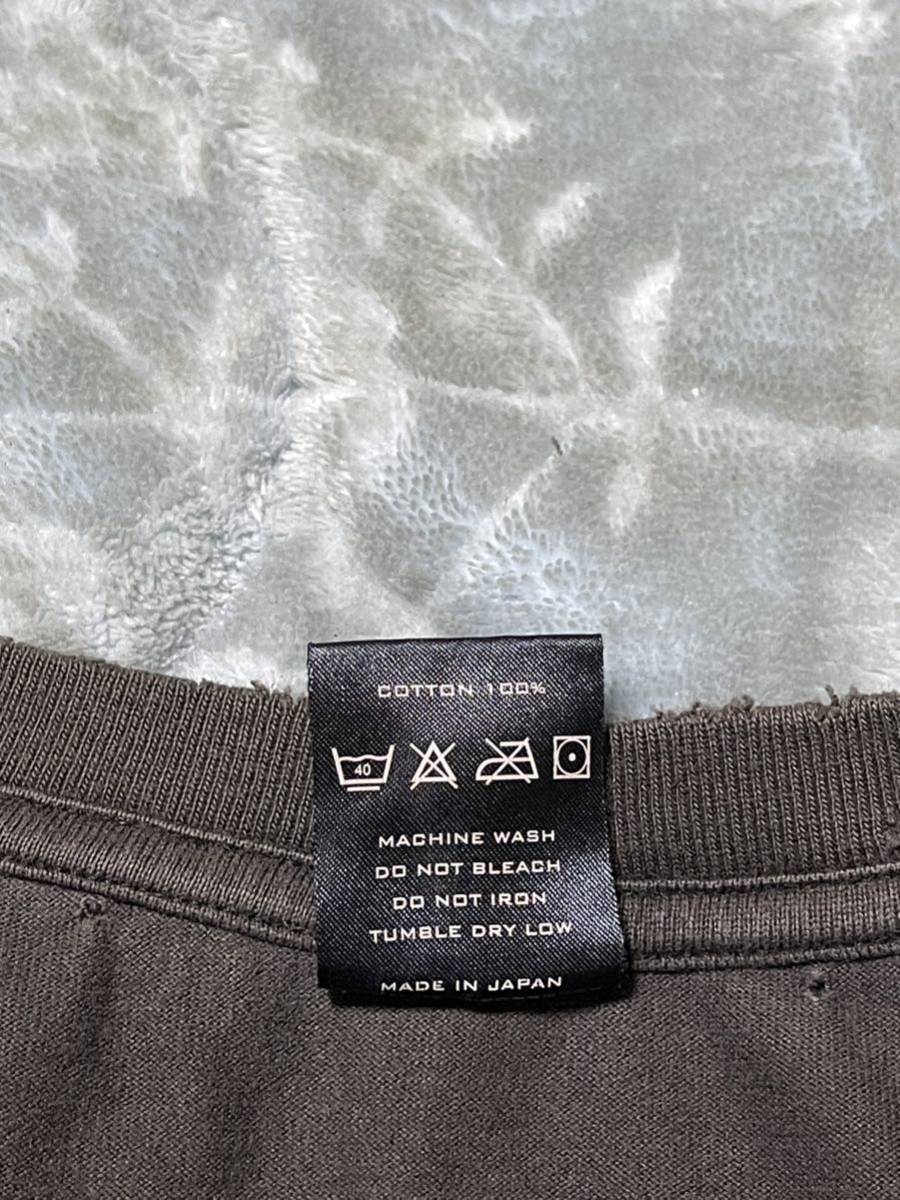 COTTON 100%
40
MACHINE WASH
DO NOT BLEACH
DO NOT IRON
TUMBLE DRY LOW
MADE IN JAPAN